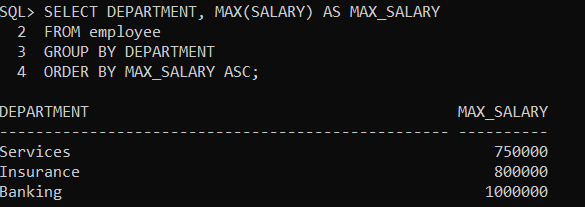 SQL> SELECT DEPARTMENT, MAX(SALARY) AS MAX_SALARY
  2  FROM employee
  3  GROUP BY DEPARTMENT
  4  ORDER BY MAX_SALARY ASC;

DEPARTMENT                                         MAX_SALARY
-------------------------------------------------- ----------
Services                                               750000
Insurance                                              800000
Banking                                               1000000